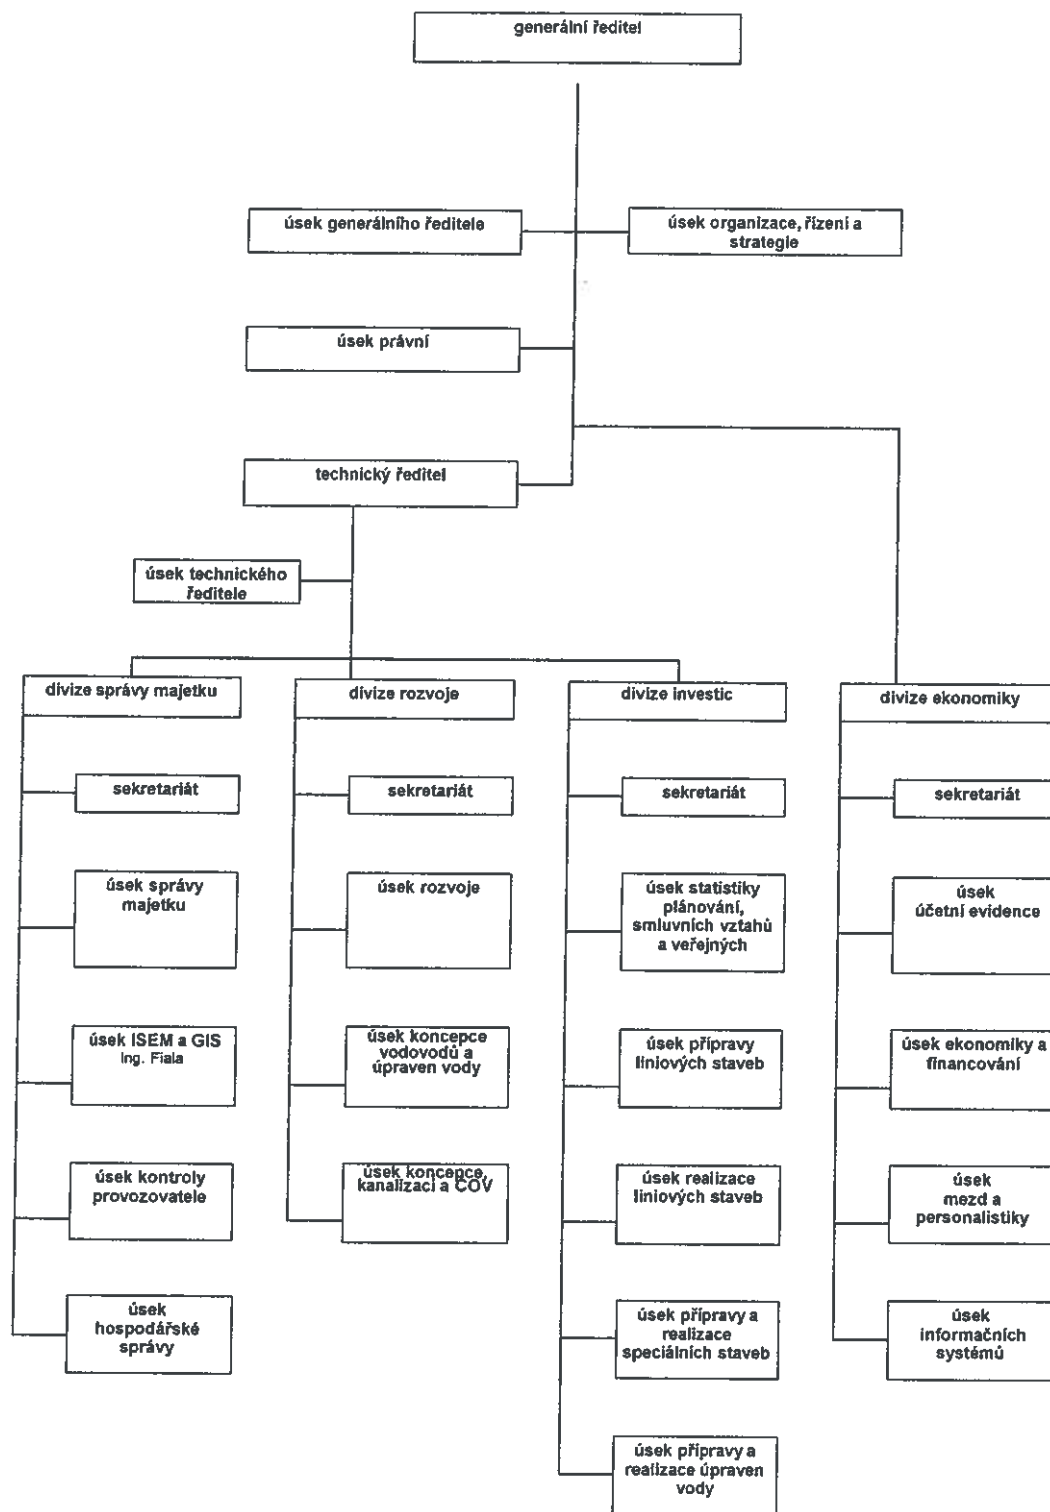 generální ředitel
úsek generálního ředitele
úsek organizace, řízení a
strategie
úsek právní
technický ředitel
úsek technického
ředitele
divize správy majetku
sekretariát
úsek správy
majetku
úsek ISEM a GIS
Ing. Fiala
úsek kontroly
provozovatele
úsek
hospodářské
správy
divize rozvoje
sekretariát
úsek rozvoje
úsek koncepce
vodovodů a
úpraven vody
úsek koncepce,
kanalizací a ČOV
divize investic
sekretariát
úsek statistiky
plánování,
smluvních vztahů
a veřejných
úsek přípravy
liniových staveb
úsek realizace
liniových staveb
úsek přípravy a
realizace
speciálních staveb
úsek přípravy a
realizace úpraven
vody
divize ekonomiky
sekretariát
úsek
účetní evidence
úsek ekonomiky a
financování
úsek
mezd a
personalistiky
úsek
informačních
systémů